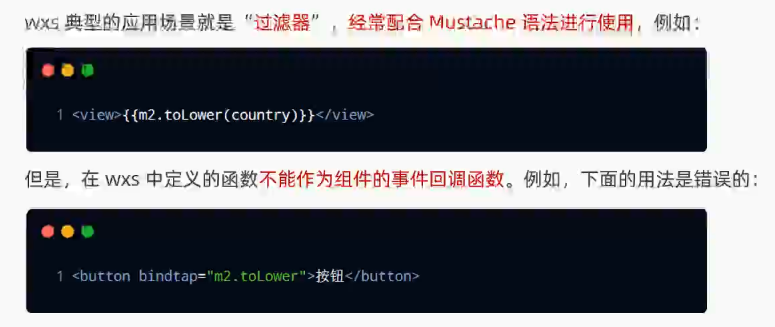 wxs 典型的应用场景就是“过滤器”，经常配合 Mustache 语法进行使用，例如：
1 <view>{{m2.toLower(country)}}</view>
但是，在 wxs 中定义的函数不能作为组件的事件回调函数。例如，下面的用法是错误的：
1 <button bindtap="m2.toLower">按钮</button>